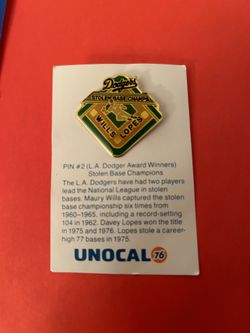 Dodgers
STOLEN BASE CHAMPS
WILLS LOPES
PIN #2 (L.A. Dodger Award Winners)
Stolen Base Champions
The L.A. Dodgers have had two players
lead the National League in stolen
bases. Maury Wills captured the stolen
base championship six times from
1960–1965, including a record-setting
104 in 1962. Davey Lopes won the title
in 1975 and 1976. Lopes stole a career-
high 77 bases in 1975.
UNOCAL 76